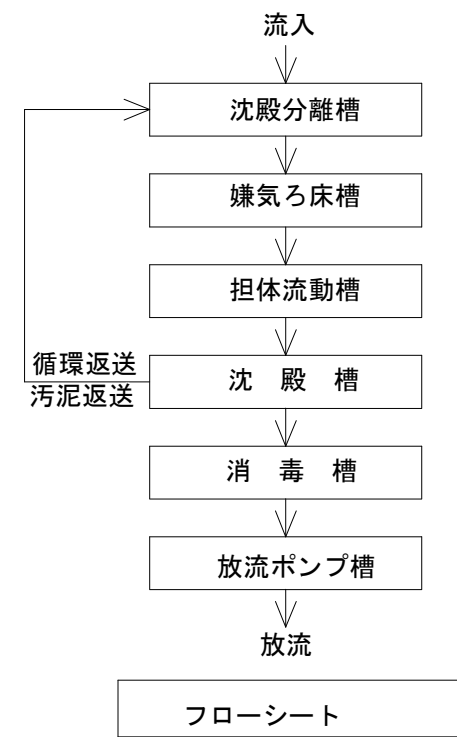 流入
沈殿分離槽
嫌気ろ床槽
担体流動槽
循環返送
汚泥返送
沈　殿　槽
消　毒　槽
放流ポンプ槽
放流
フローシート